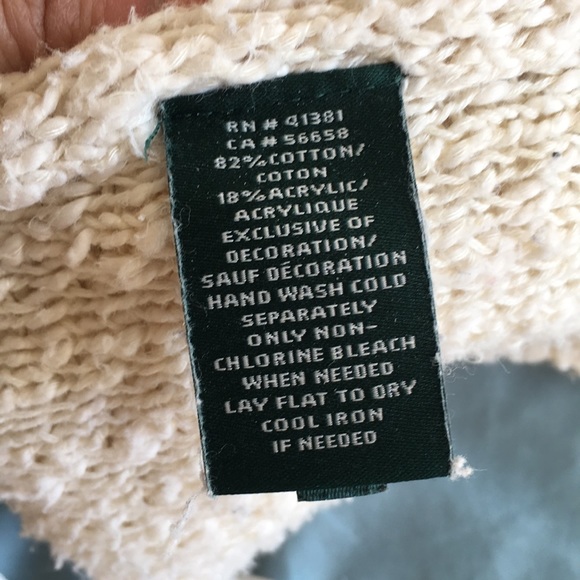 RN # 41381
CA # 56658
82%COTTON/
COTON
18%ACRYLIC/
ACRYLIQUE
EXCLUSIVE OF
DECORATION/
SAUF DÉCORATION
HAND WASH COLD
SEPARATELY
ONLY NON-
CHLORINE BLEACH
WHEN NEEDED
LAY FLAT TO DRY
COOL IRON
IF NEEDED